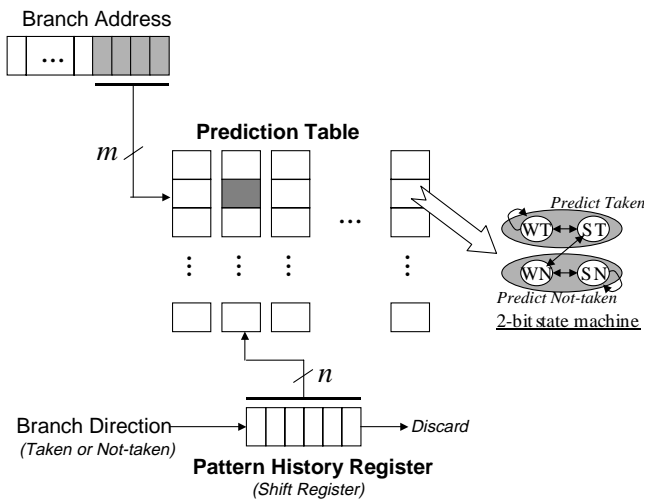 Branch Address
...
Prediction Table
m
...
Predict Taken
WT ST
WN SN
Predict Not-taken
2-bit state machine
n
Branch Direction
(Taken or Not-taken)
Discard
Pattern History Register
(Shift Register)